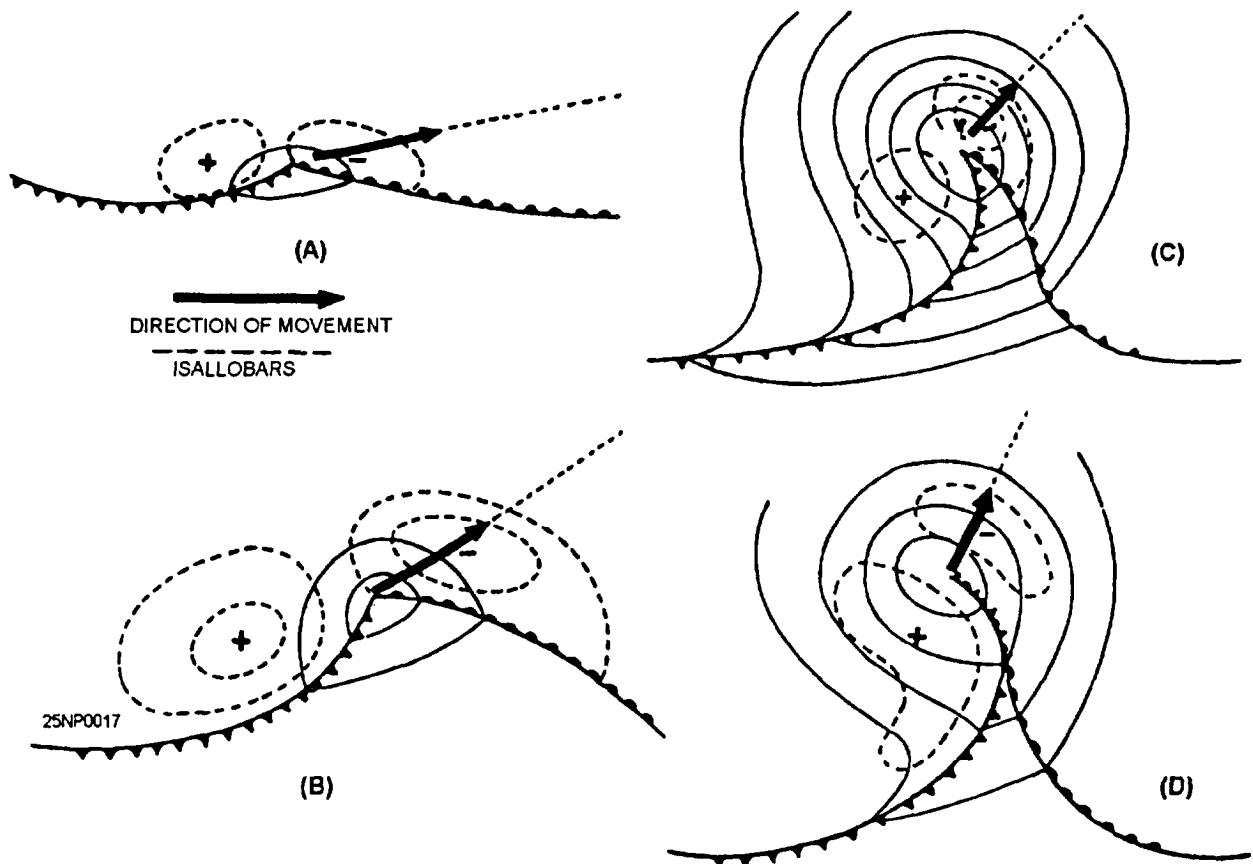 (A)
DIRECTION OF MOVEMENT
ISALLOBARS
(C)
25NP0017
(B)
(D)